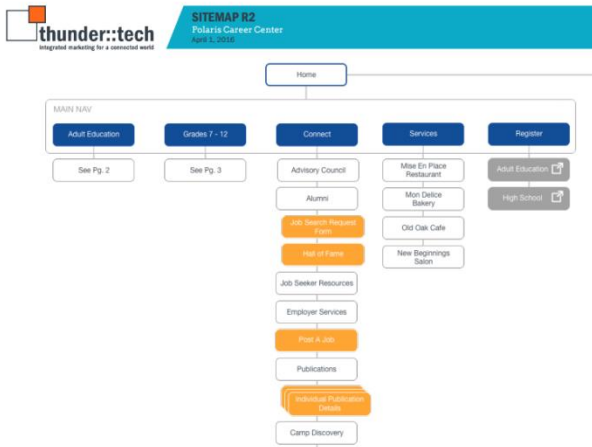 thunder::tech
integrated marketing for a connected world
SITEMAP R2
Polaris Career Center
April 1, 2016
Home
MAIN NAV
Adult Education
Grades 7 - 12
Connect
Services
Register
See Pg. 2
See Pg. 3
Advisory Council
Alumni
Job Search Request
Form
Hall of Fame
Job Seeker Resources
Employer Services
Post A Job
Publications
Individual Publication
Details
Camp Discovery
Mise En Place
Restaurant
Mon Delice
Bakery
Old Oak Cafe
New Beginnings
Salon
Adult Education
High School